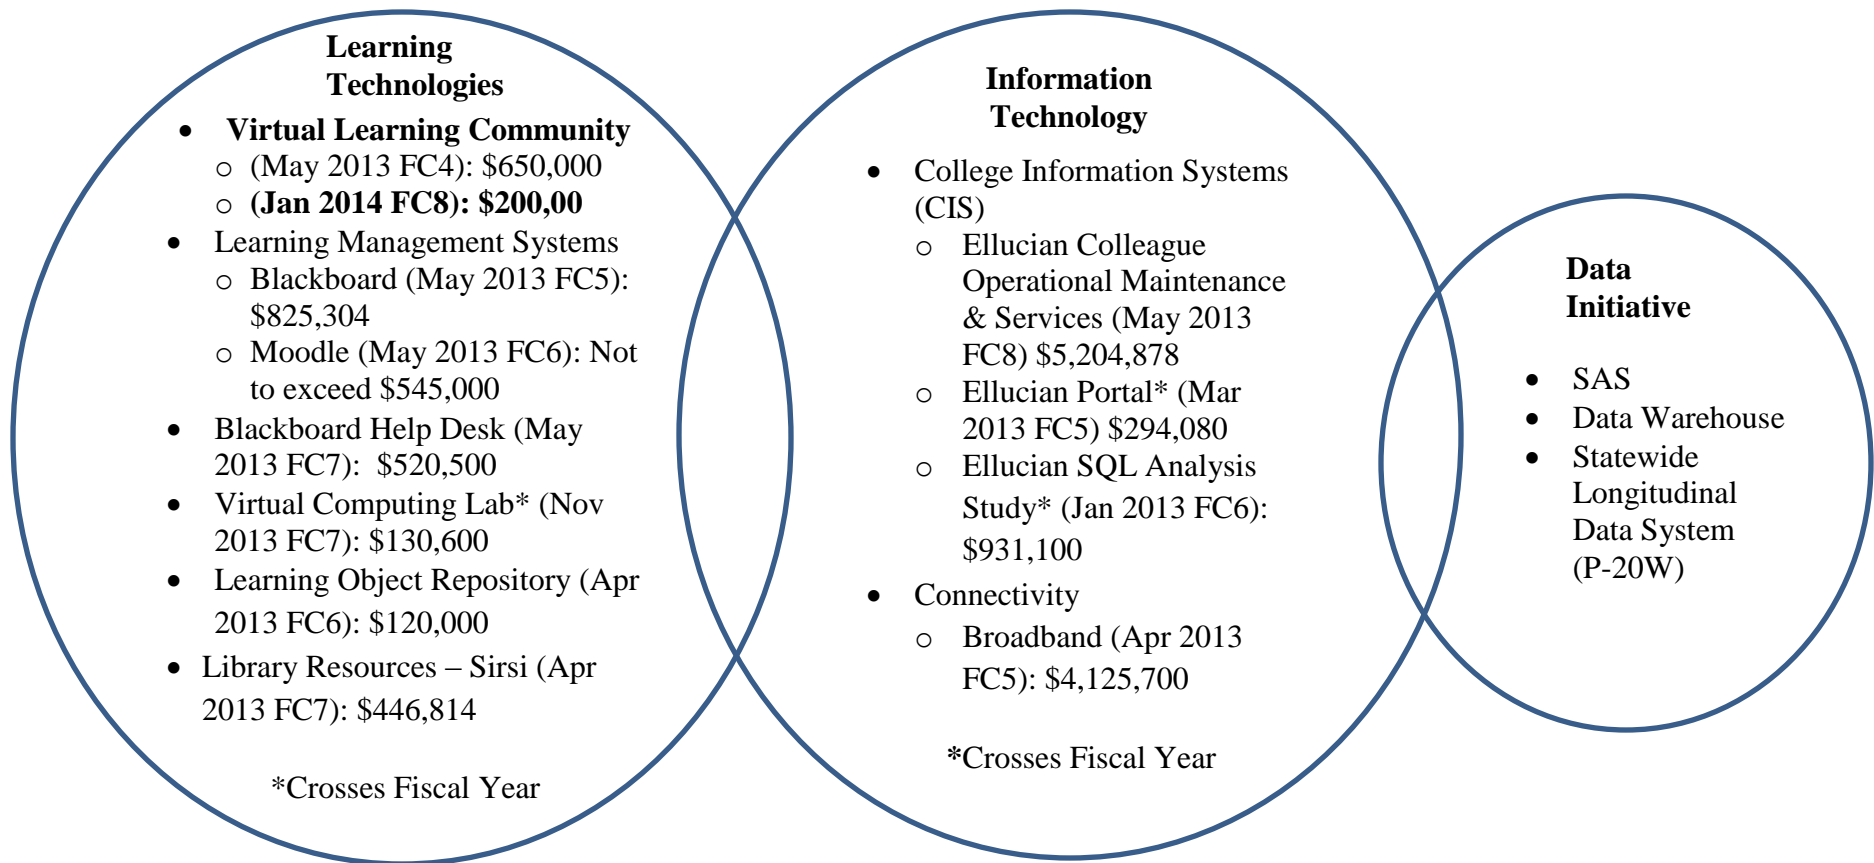 Learning
Technologies
• Virtual Learning Community
o (May 2013 FC4): $650,000
o (Jan 2014 FC8): $200,00
• Learning Management Systems
o Blackboard (May 2013 FC5):
$825,304
o Moodle (May 2013 FC6): Not
to exceed $545,000
• Blackboard Help Desk (May
2013 FC7): $520,500
• Virtual Computing Lab* (Nov
2013 FC7): $130,600
• Learning Object Repository (Apr
2013 FC6): $120,000
• Library Resources – Sirsi (Apr
2013 FC7): $446,814
*Crosses Fiscal Year
Information
Technology
• College Information Systems
(CIS)
o Ellucian Colleague
Operational Maintenance
& Services (May 2013
FC8) $5,204,878
o Ellucian Portal* (Mar
2013 FC5) $294,080
o Ellucian SQL Analysis
Study* (Jan 2013 FC6):
$931,100
• Connectivity
o Broadband (Apr 2013
FC5): $4,125,700
*Crosses Fiscal Year
Data
Initiative
• SAS
• Data Warehouse
• Statewide
Longitudinal
Data System
(P-20W)